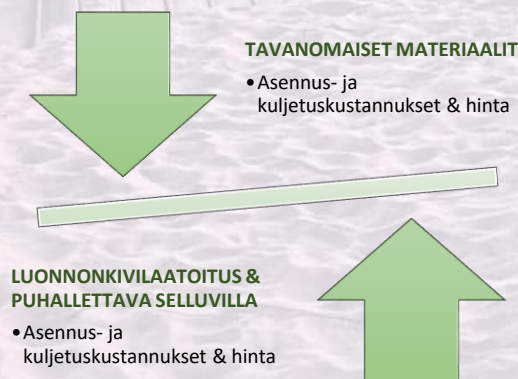 TAVANOMAISET MATERIAALIT
•Asennus- ja
kuljetuskustannukset & hinta
LUONNONKIVILAATOITUS &
PUHALLETTAVA SELLUVILLA
•Asennus- ja
kuljetuskustannukset & hinta